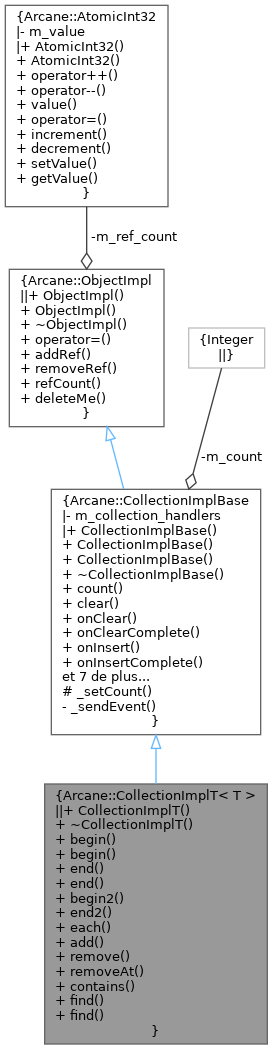 {Arcane::AtomicInt32
|- m_value
|+ AtomicInt32()
+ AtomicInt32()
+ operator++()
+ operator--()
+ value()
+ operator=()
+ increment()
+ decrement()
+ setValue()
+ getValue()
}
-m_ref_count
{Arcane::ObjectImpl
||+ ObjectImpl()
+ ObjectImpl()
+ ~ObjectImpl()
+ operator=()
+ addRef()
+ removeRef()
+ refCount()
+ deleteMe()
}
{Integer
||}
-m_count
{Arcane::CollectionImplBase
|- m_collection_handlers
|+ CollectionImplBase()
+ CollectionImplBase()
+ CollectionImplBase()
+ ~CollectionImplBase()
+ count()
+ clear()
+ onClear()
+ onClearComplete()
+ onInsert()
+ onInsertComplete()
et 7 de plus...
# _setCount()
- _sendEvent()
}
{Arcane::CollectionImplT< T >
||+ CollectionImplT()
+ ~CollectionImplT()
+ begin()
+ begin()
+ end()
+ end()
+ begin2()
+ end2()
+ each()
+ add()
+ remove()
+ removeAt()
+ contains()
+ find()
+ find()
}